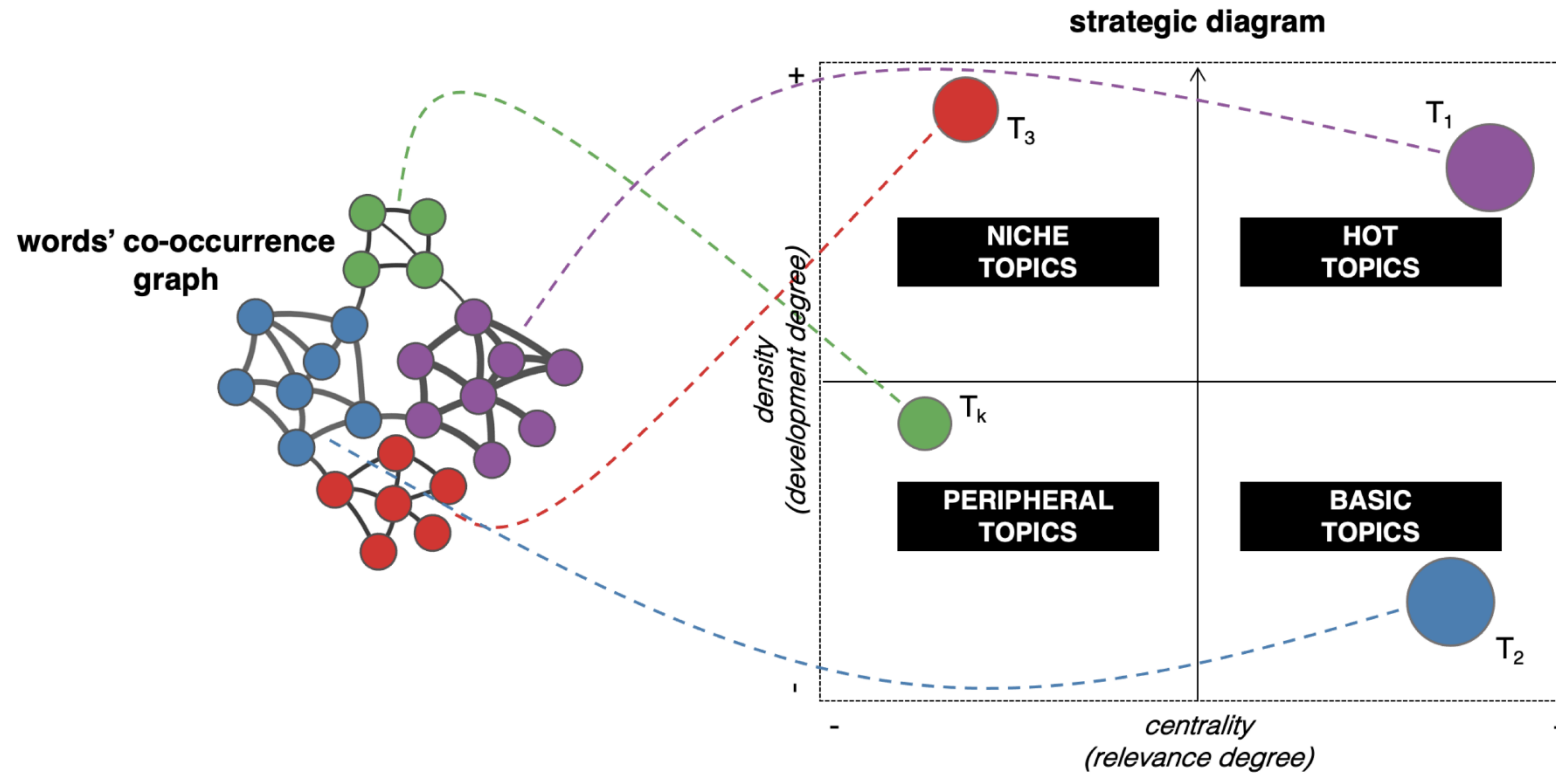 strategic diagram
words' co-occurrence
graph
+
T3
T1
NICHE
TOPICS
HOT
TOPICS
density
(development degree)
Tk
PERIPHERAL
TOPICS
BASIC
TOPICS
T2
-
-
centrality
(relevance degree)